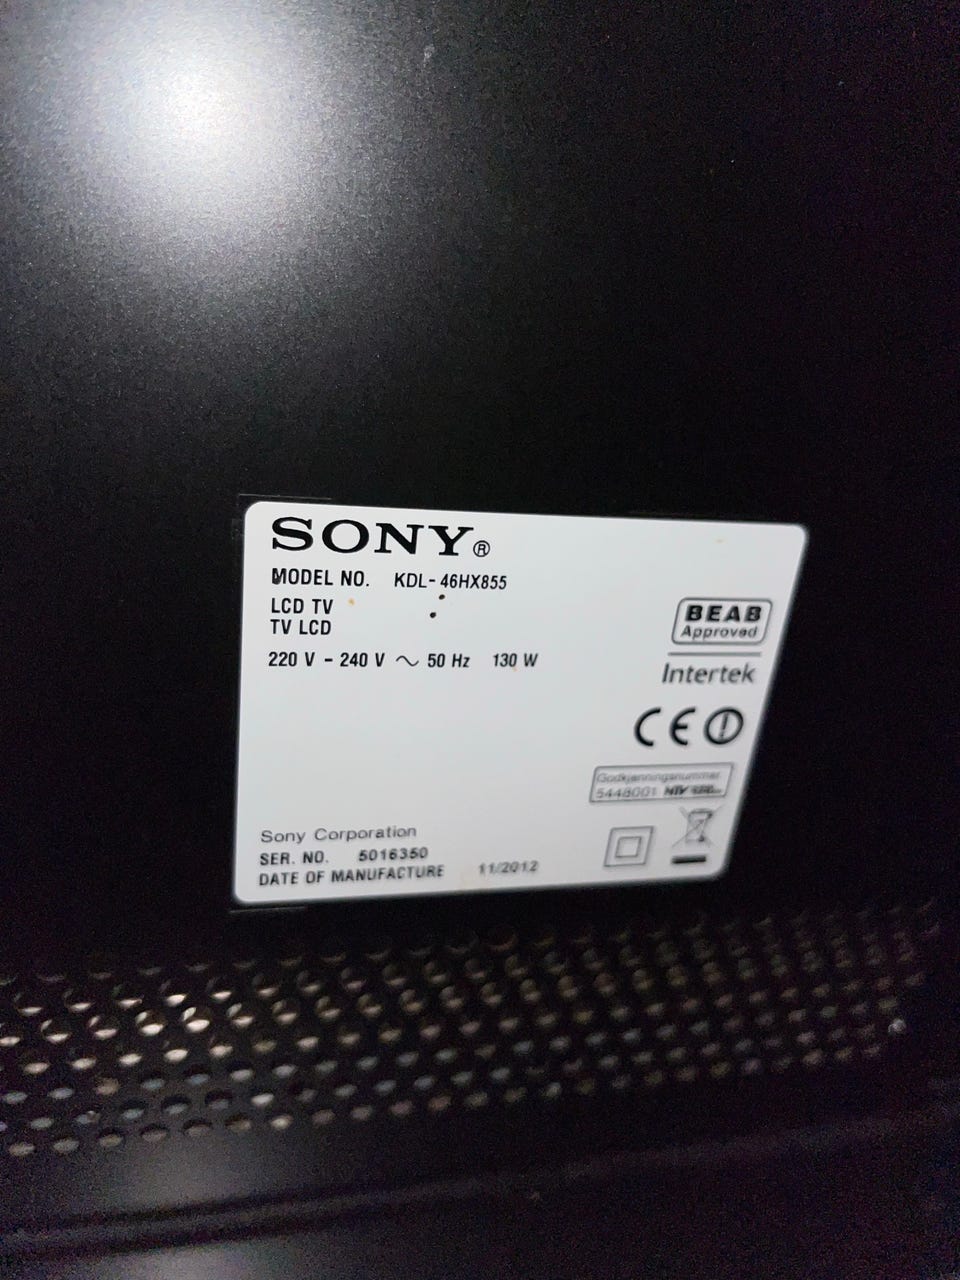 SONY®
MODEL NO. KDL-46HX855
LCD TV
TV LCD
220 V - 240 V ~ 50 Hz 130 W
BEAB
Approved
Intertek
CE
Godkjenningsnummer
5448001
Sony Corporation
SER. NO. 5016350
DATE OF MANUFACTURE 11/2012